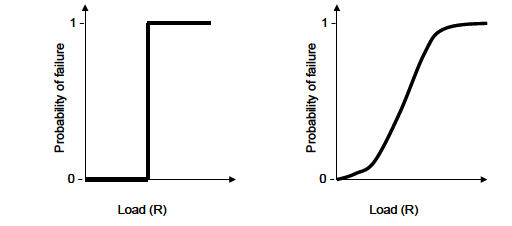 1
Probability of failure
0
Load (R)
1
Probability of failure
0
Load (R)